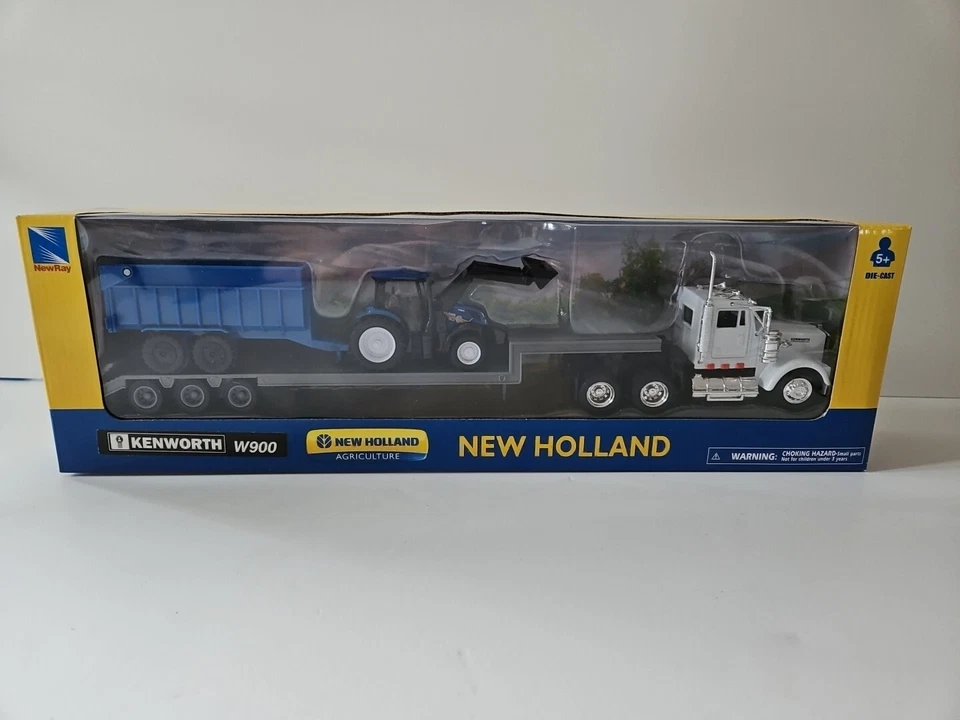 NewRay
5+
DIE-CAST
KENWORTH W900
NEW HOLLAND
AGRICULTURE
NEW HOLLAND
WARNING: CHOKING HAZARD-Small parts
Not for children under 3 years